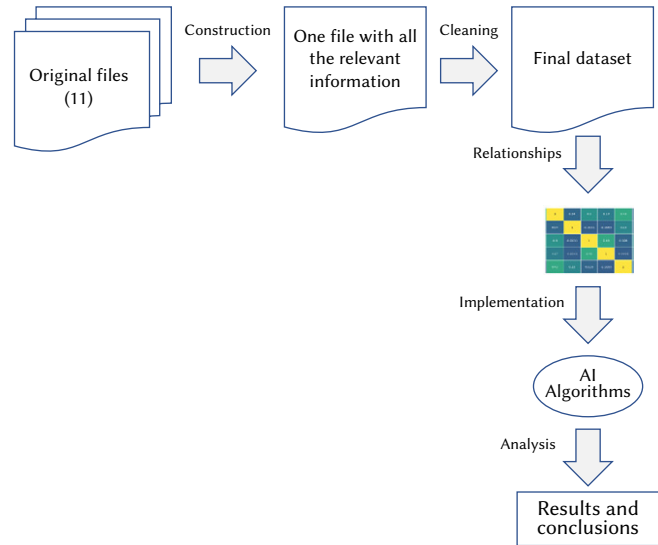 Original files
(11)
Construction
One file with all
the relevant
information
Cleaning
Final dataset
Relationships
Implementation
AI
Algorithms
Analysis
Results and
conclusions